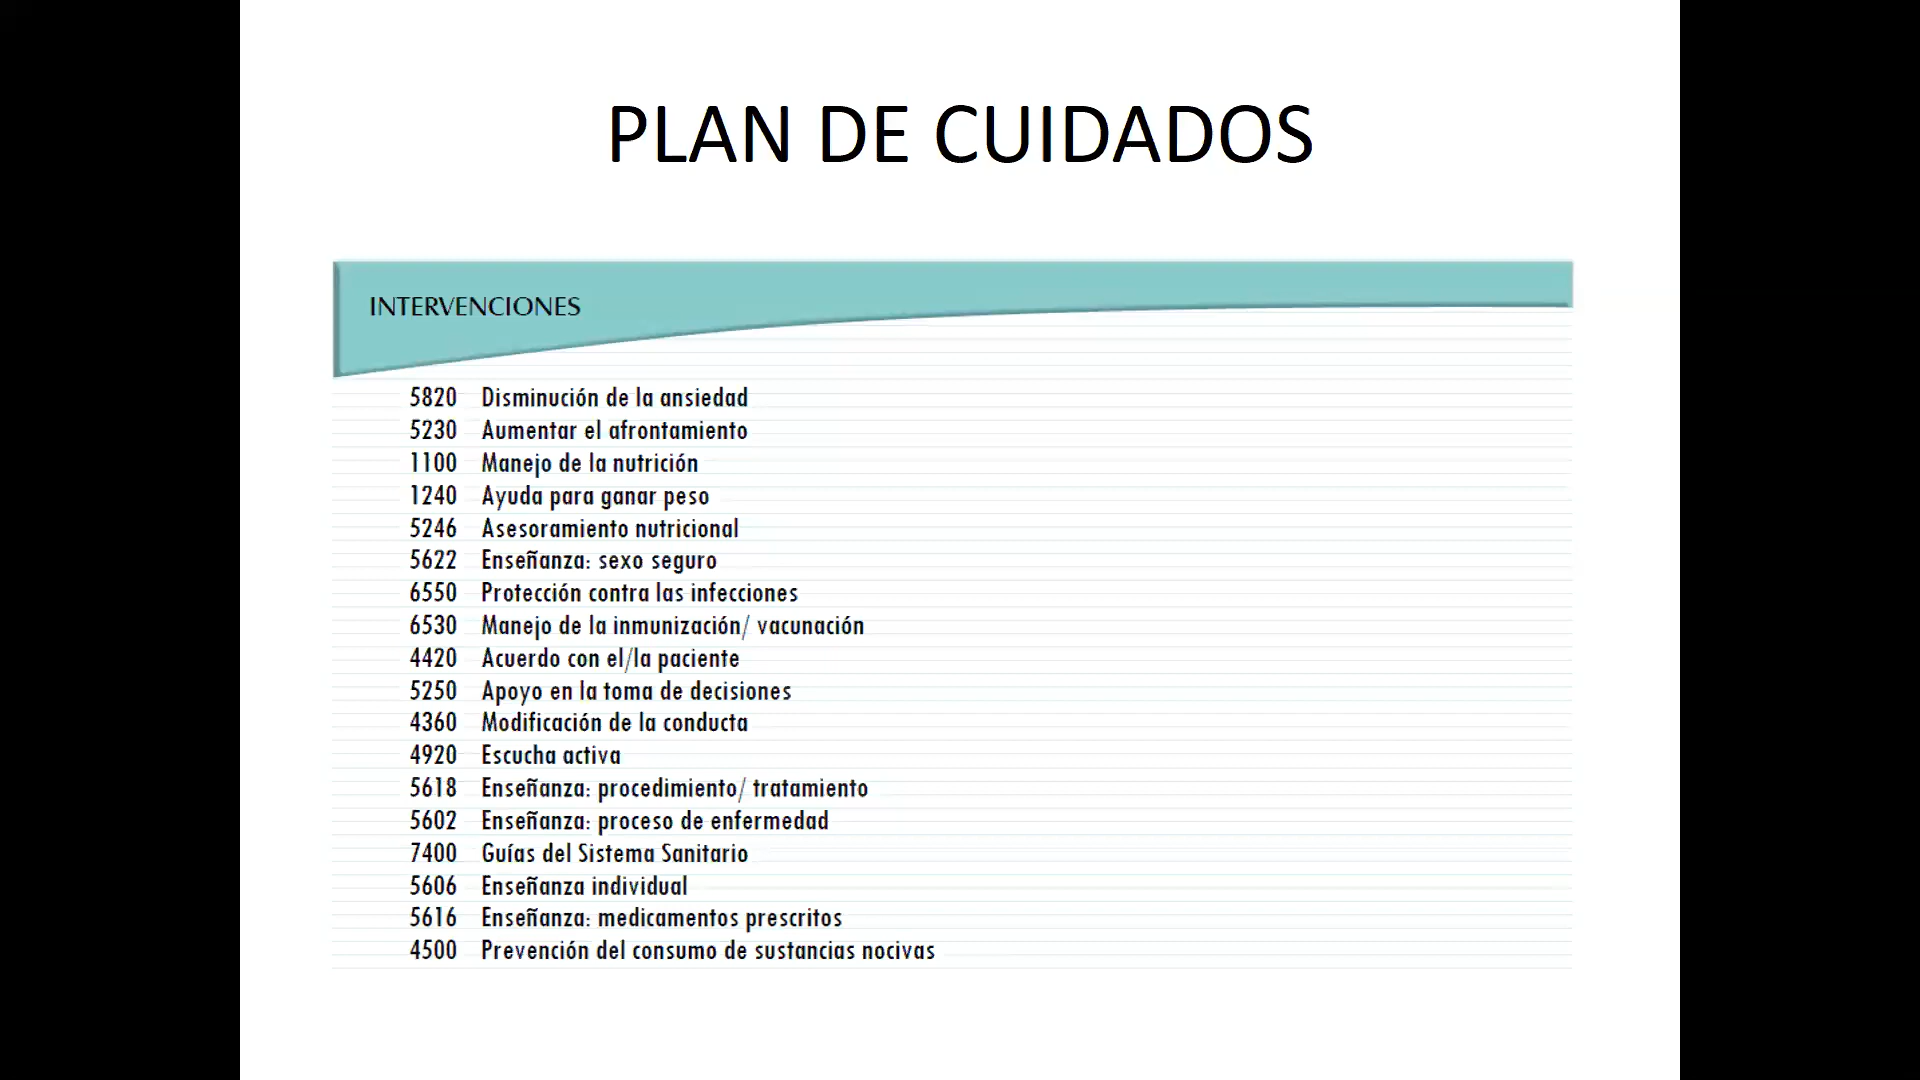 PLAN DE CUIDADOS
INTERVENCIONES
5820 Disminución de la ansiedad
5230 Aumentar el afrontamiento
1100 Manejo de la nutrición
1240 Ayuda para ganar peso
5246 Asesoramiento nutricional
5622 Enseñanza: sexo seguro
6550 Protección contra las infecciones
6530 Manejo de la inmunización/ vacunación
4420 Acuerdo con el/la paciente
5250 Apoyo en la toma de decisiones
4360 Modificación de la conducta
4920 Escucha activa
5618 Enseñanza: procedimiento/ tratamiento
5602 Enseñanza: proceso de enfermedad
7400 Guías del Sistema Sanitario
5606 Enseñanza individual
5616 Enseñanza: medicamentos prescritos
4500 Prevención del consumo de sustancias nocivas